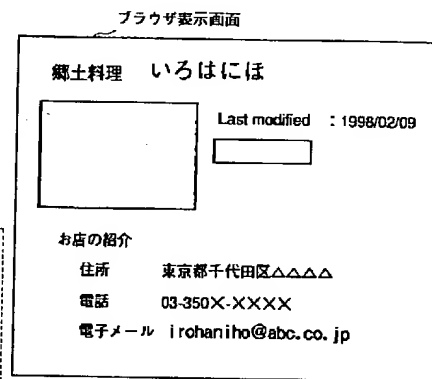 ブラウザ表示画面
郷土料理 いろはにほ
Last modified : 1998/02/09
お店の紹介
住所 東京都千代田区△△△△
電話 03-350X-XXXX
電子メール irohaniho@abc.co.jp